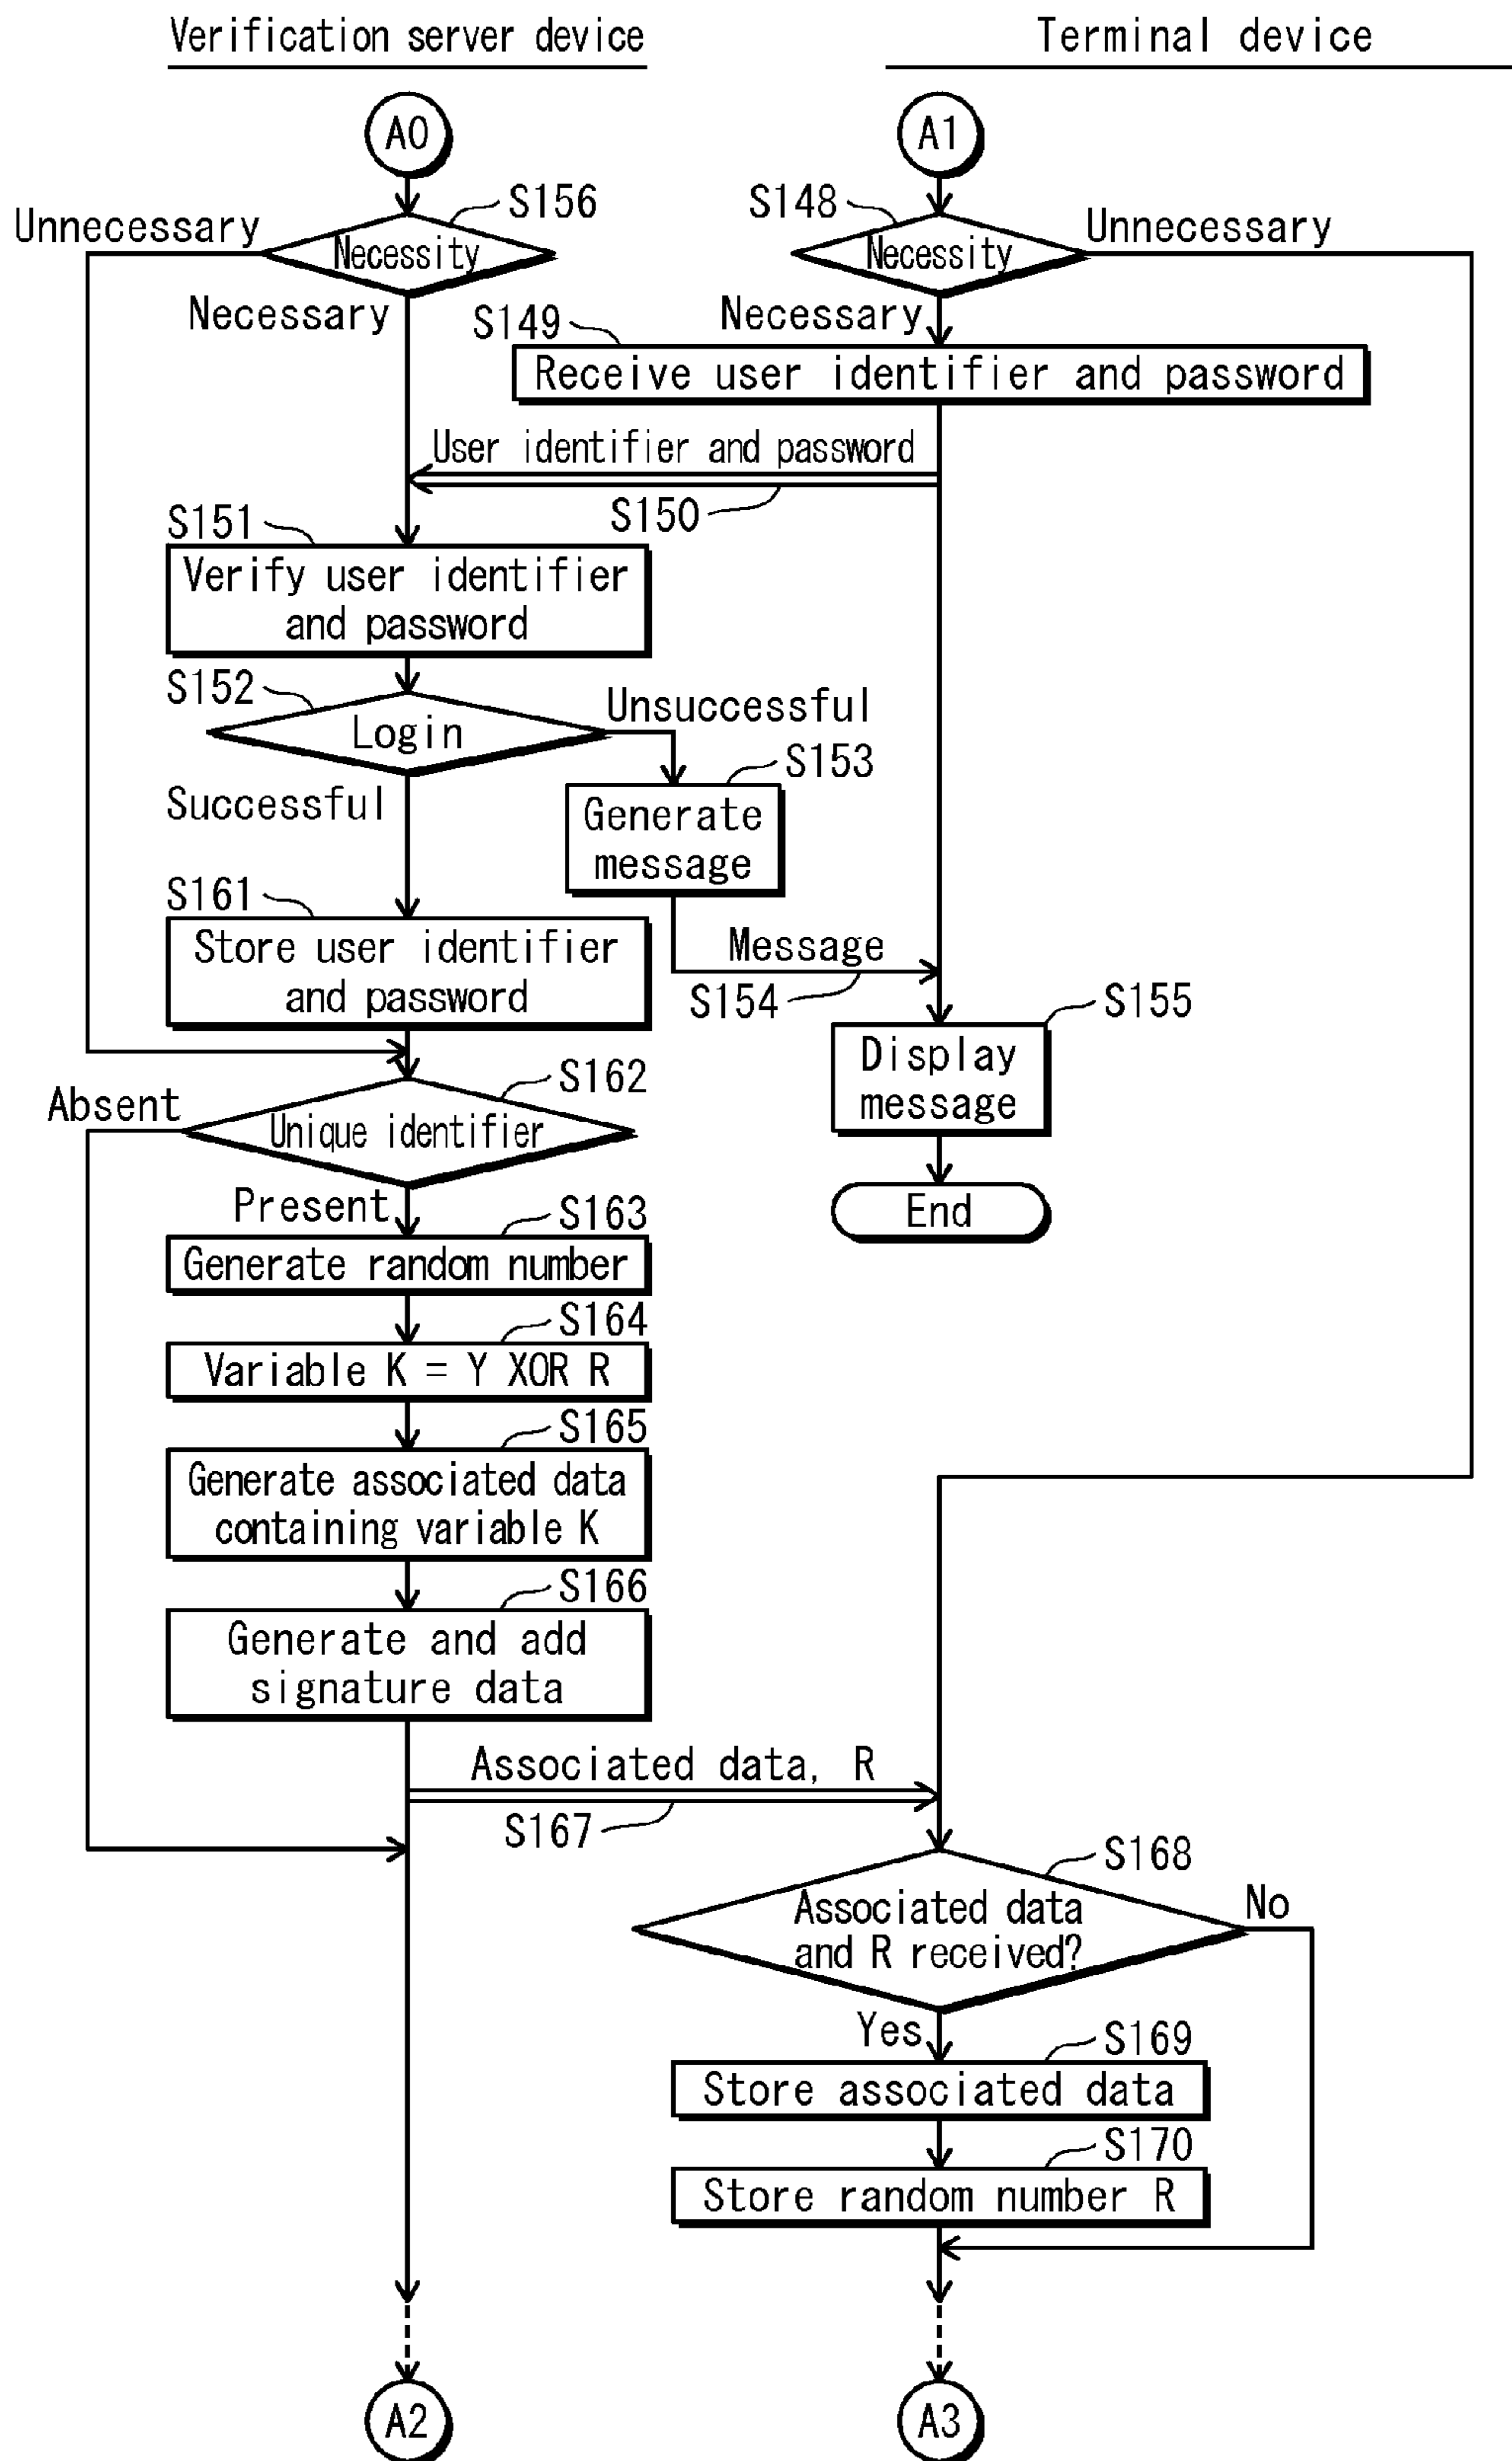 Verification server device
Terminal device
A0
A1
S156
S148
Unnecessary
Necessity
Necessity
Unnecessary
Necessary
S149
Necessary
Receive user identifier and password
User identifier and password
S150
S151
Verify user identifier
and password
S152
Login
Unsuccessful
S153
Successful
Generate
message
S161
Store user identifier
and password
Message
S154
S155
Display
message
S162
Absent
Unique identifier
End
Present
S163
Generate random number
S164
Variable K = Y XOR R
S165
Generate associated data
containing variable K
S166
Generate and add
signature data
Associated data, R
S167
S168
Associated data
and R received?
No
Yes
S169
Store associated data
S170
Store random number R
A2
A3